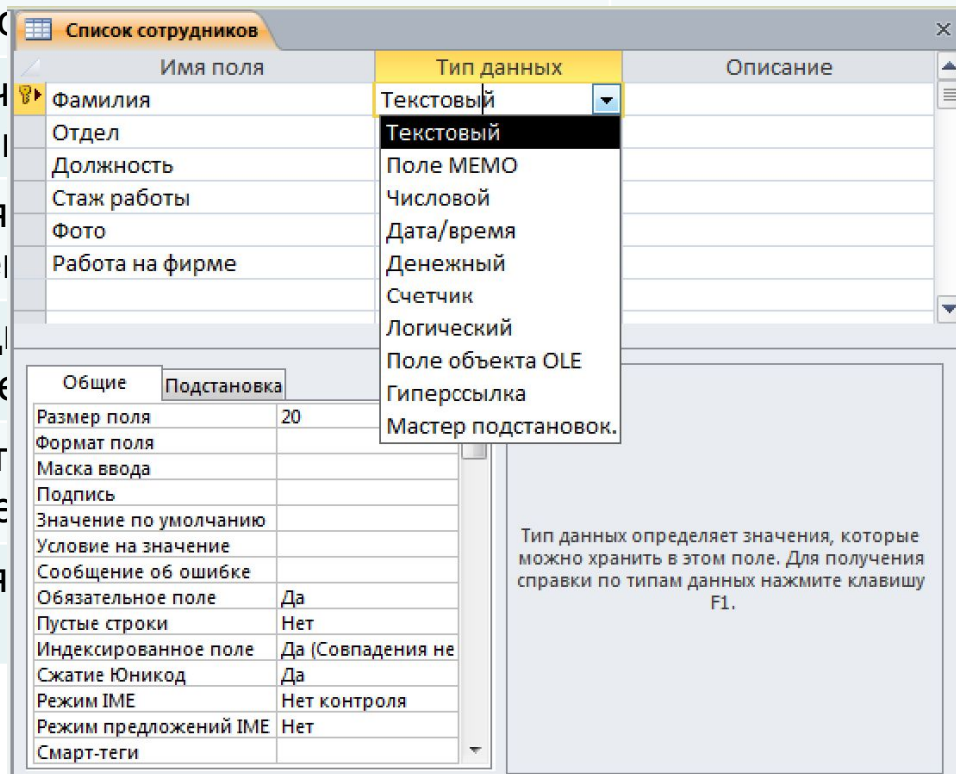 Список сотрудников
Имя поля Тип данных Описание
Фамилия Текстовый
Отдел
Должность
Стаж работы
Фото
Работа на фирме
Текстовый
Поле МЕМО
Числовой
Дата/время
Денежный
Счетчик
Логический
Поле объекта OLE
Гиперссылка
Мастер подстановок.
Общие Подстановка
Размер поля 20
Формат поля
Маска ввода
Подпись
Значение по умолчанию
Условие на значение
Сообщение об ошибке
Обязательное поле Да
Пустые строки Нет
Индексированное поле Да (Совпадения не
Сжатие Юникод Да
Режим IME Нет контроля
Режим предложений IME Нет
Смарт-теги
Тип данных определяет значения, которые
можно хранить в этом поле. Для получения
справки по типам данных нажмите клавишу
F1.